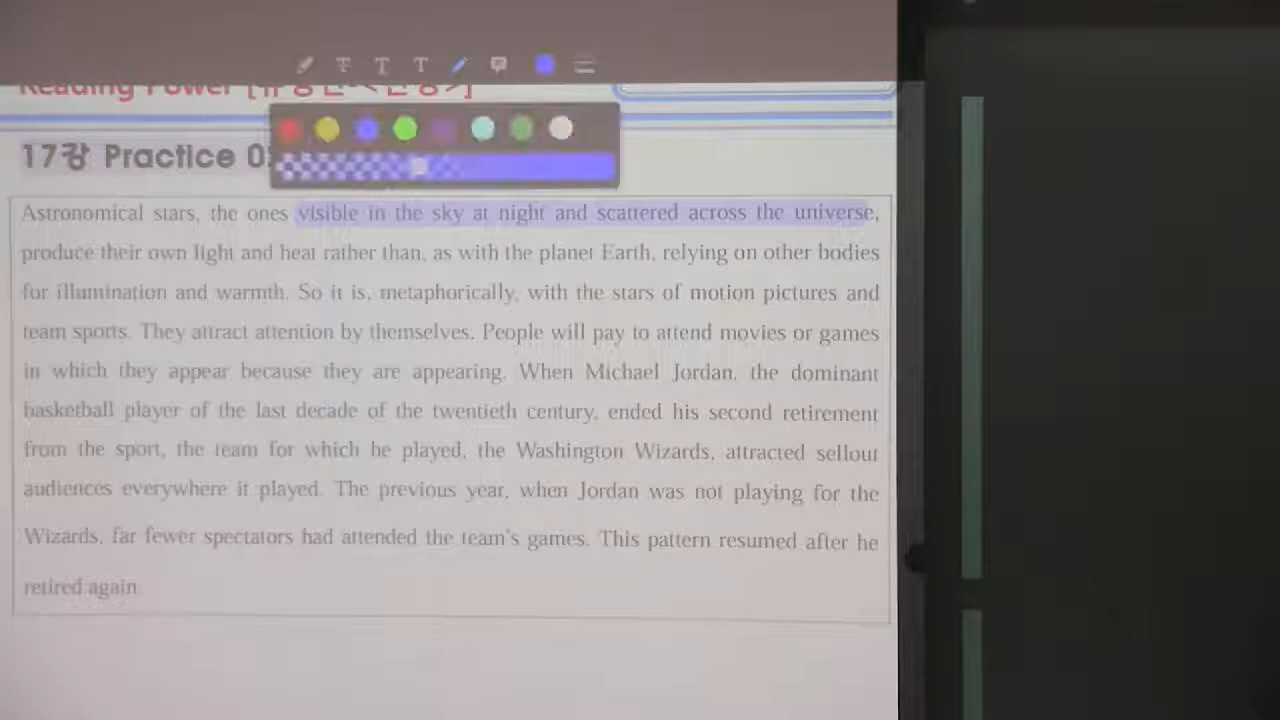 Reading Power
17강 Practice
Astronomical stars, the ones visible in the sky at night and scattered across the universe,
produce their own light and heat rather than, as with the planet Earth, relying on other bodies
for illumination and warmth. So it is, metaphorically, with the stars of motion pictures and
team sports. They attract attention by themselves. People will pay to attend movies or games
in which they appear because they are appearing. When Michael Jordan, the dominant
basketball player of the last decade of the twentieth century, ended his second retirement
from the sport, the team for which he played, the Washington Wizards, attracted sellout
audiences everywhere it played. The previous year, when Jordan was not playing for the
Wizards, far fewer spectators had attended the team's games. This pattern resumed after he
retired again.